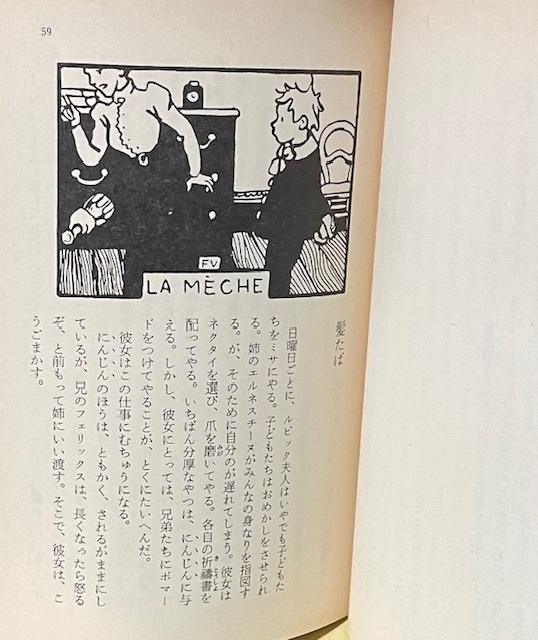 59
FV
LA MÈCHE
髪たば
日曜日ごとに、ルピック夫人はいやでも子どもた
ちをミサにやる。子どもたちはおめかしをさせられ
る。姉のエルネスチーヌがみんなの身なりを指図す
る。が、そのために自分のが遅れてしまう。彼女は
ネクタイを選び、爪を磨いてやる。各自の祈禱書を
配ってやる。いちばん分厚なやつは、にんじんに与
える。しかし、彼女にとっては、兄弟たちにポマー
ドをつけてやることが、とくにたいへんだ。
彼女はこの仕事にむちゅうになる。
にんじんのほうは、ともかく、されるがままにし
ているが、兄のフェリックスは、長くなったら怒る
ぞ、と前もって姉にいい渡す。そこで、彼女は、こ
うごまかす。